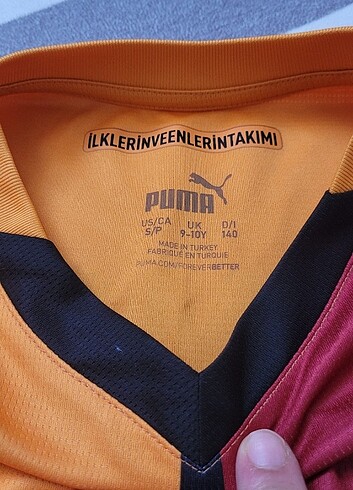 İLKLERİNVEENLERİNTAKIMI
PUMA
US/CA UK D/I
S/P 9-10Y 140
MADE IN TURKEY
FABRIQUÉ EN TURQUIE
PUMA.COM/FOREVERBETTER